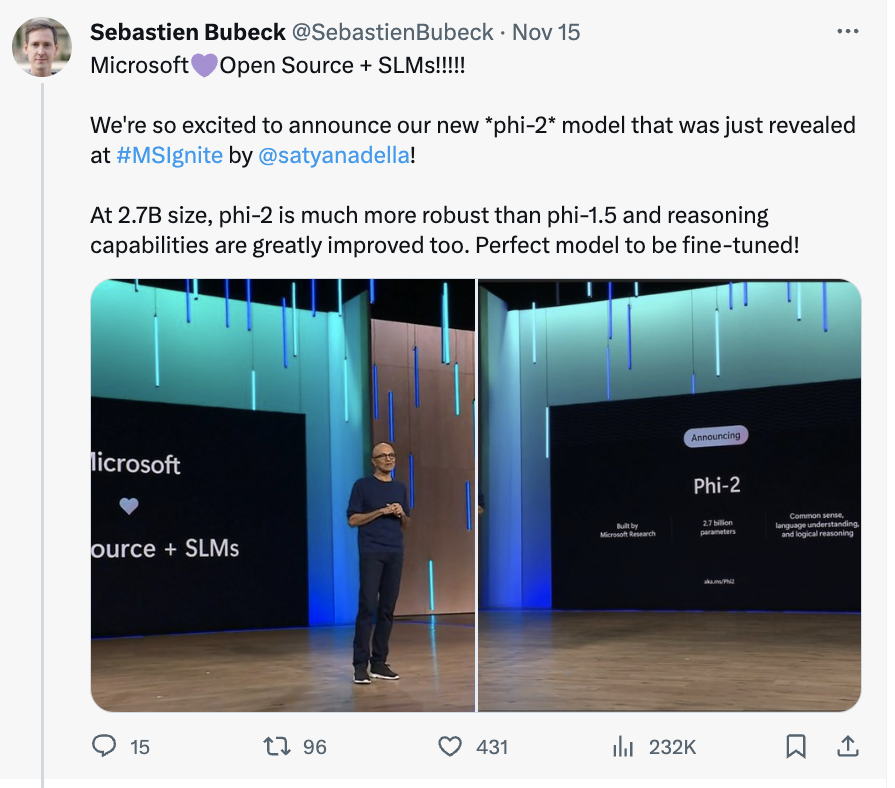 Sebastien Bubeck @SebastienBubeck · Nov 15
Microsoft💜Open Source + SLMs!!!!!
We're so excited to announce our new *phi-2* model that was just revealed
at #MSIgnite by @satyanadella!
At 2.7B size, phi-2 is much more robust than phi-1.5 and reasoning
capabilities are greatly improved too. Perfect model to be fine-tuned!
icrosoft
ource + SLMs
Announcing
Phi-2
Built by
Microsoft Research
2.7 billion
parameters
Common sense,
language understanding,
and logical reasoning
aka.ms/Phi2
15
96
431
232K